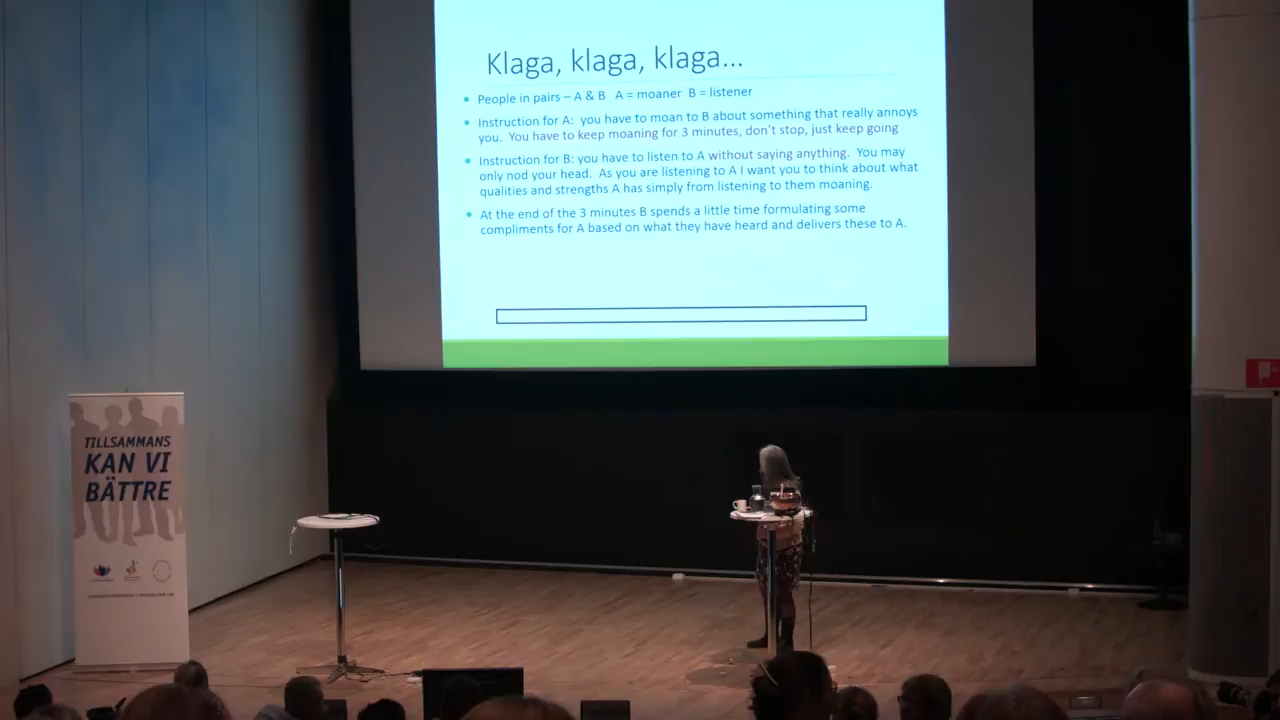 Klaga, klaga, klaga...
People in pairs – A & B A = moaner B = listener
Instruction for A: you have to moan to B about something that really annoys
you. You have to keep moaning for 3 minutes, don't stop, just keep going
Instruction for B: you have to listen to A without saying anything. You may
only nod your head. As you are listening to A I want you to think about what
qualities and strengths A has simply from listening to them moaning.
At the end of the 3 minutes B spends a little time formulating some
compliments for A based on what they have heard and delivers these to A.
TILLSAMMANS
KAN VI
BÄTTRE